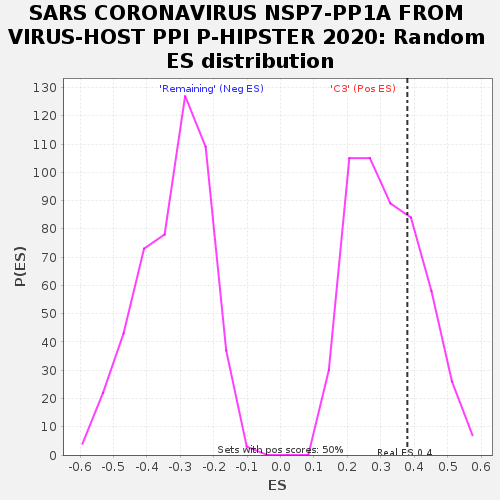 SARS CORONAVIRUS NSP7-PP1A FROM
VIRUS-HOST PPI P-HIPSTER 2020: Random
ES distribution
'Remaining' (Neg ES)
'C3' (Pos ES)
130
120
110
100
90
80
70
60
50
40
30
20
10
0
P(ES)
Sets with pos scores: 50%
Real ES 0.4
-0.6 -0.5 -0.4 -0.3 -0.2 -0.1 0.0 0.1 0.2 0.3 0.4 0.5 0.6
ES